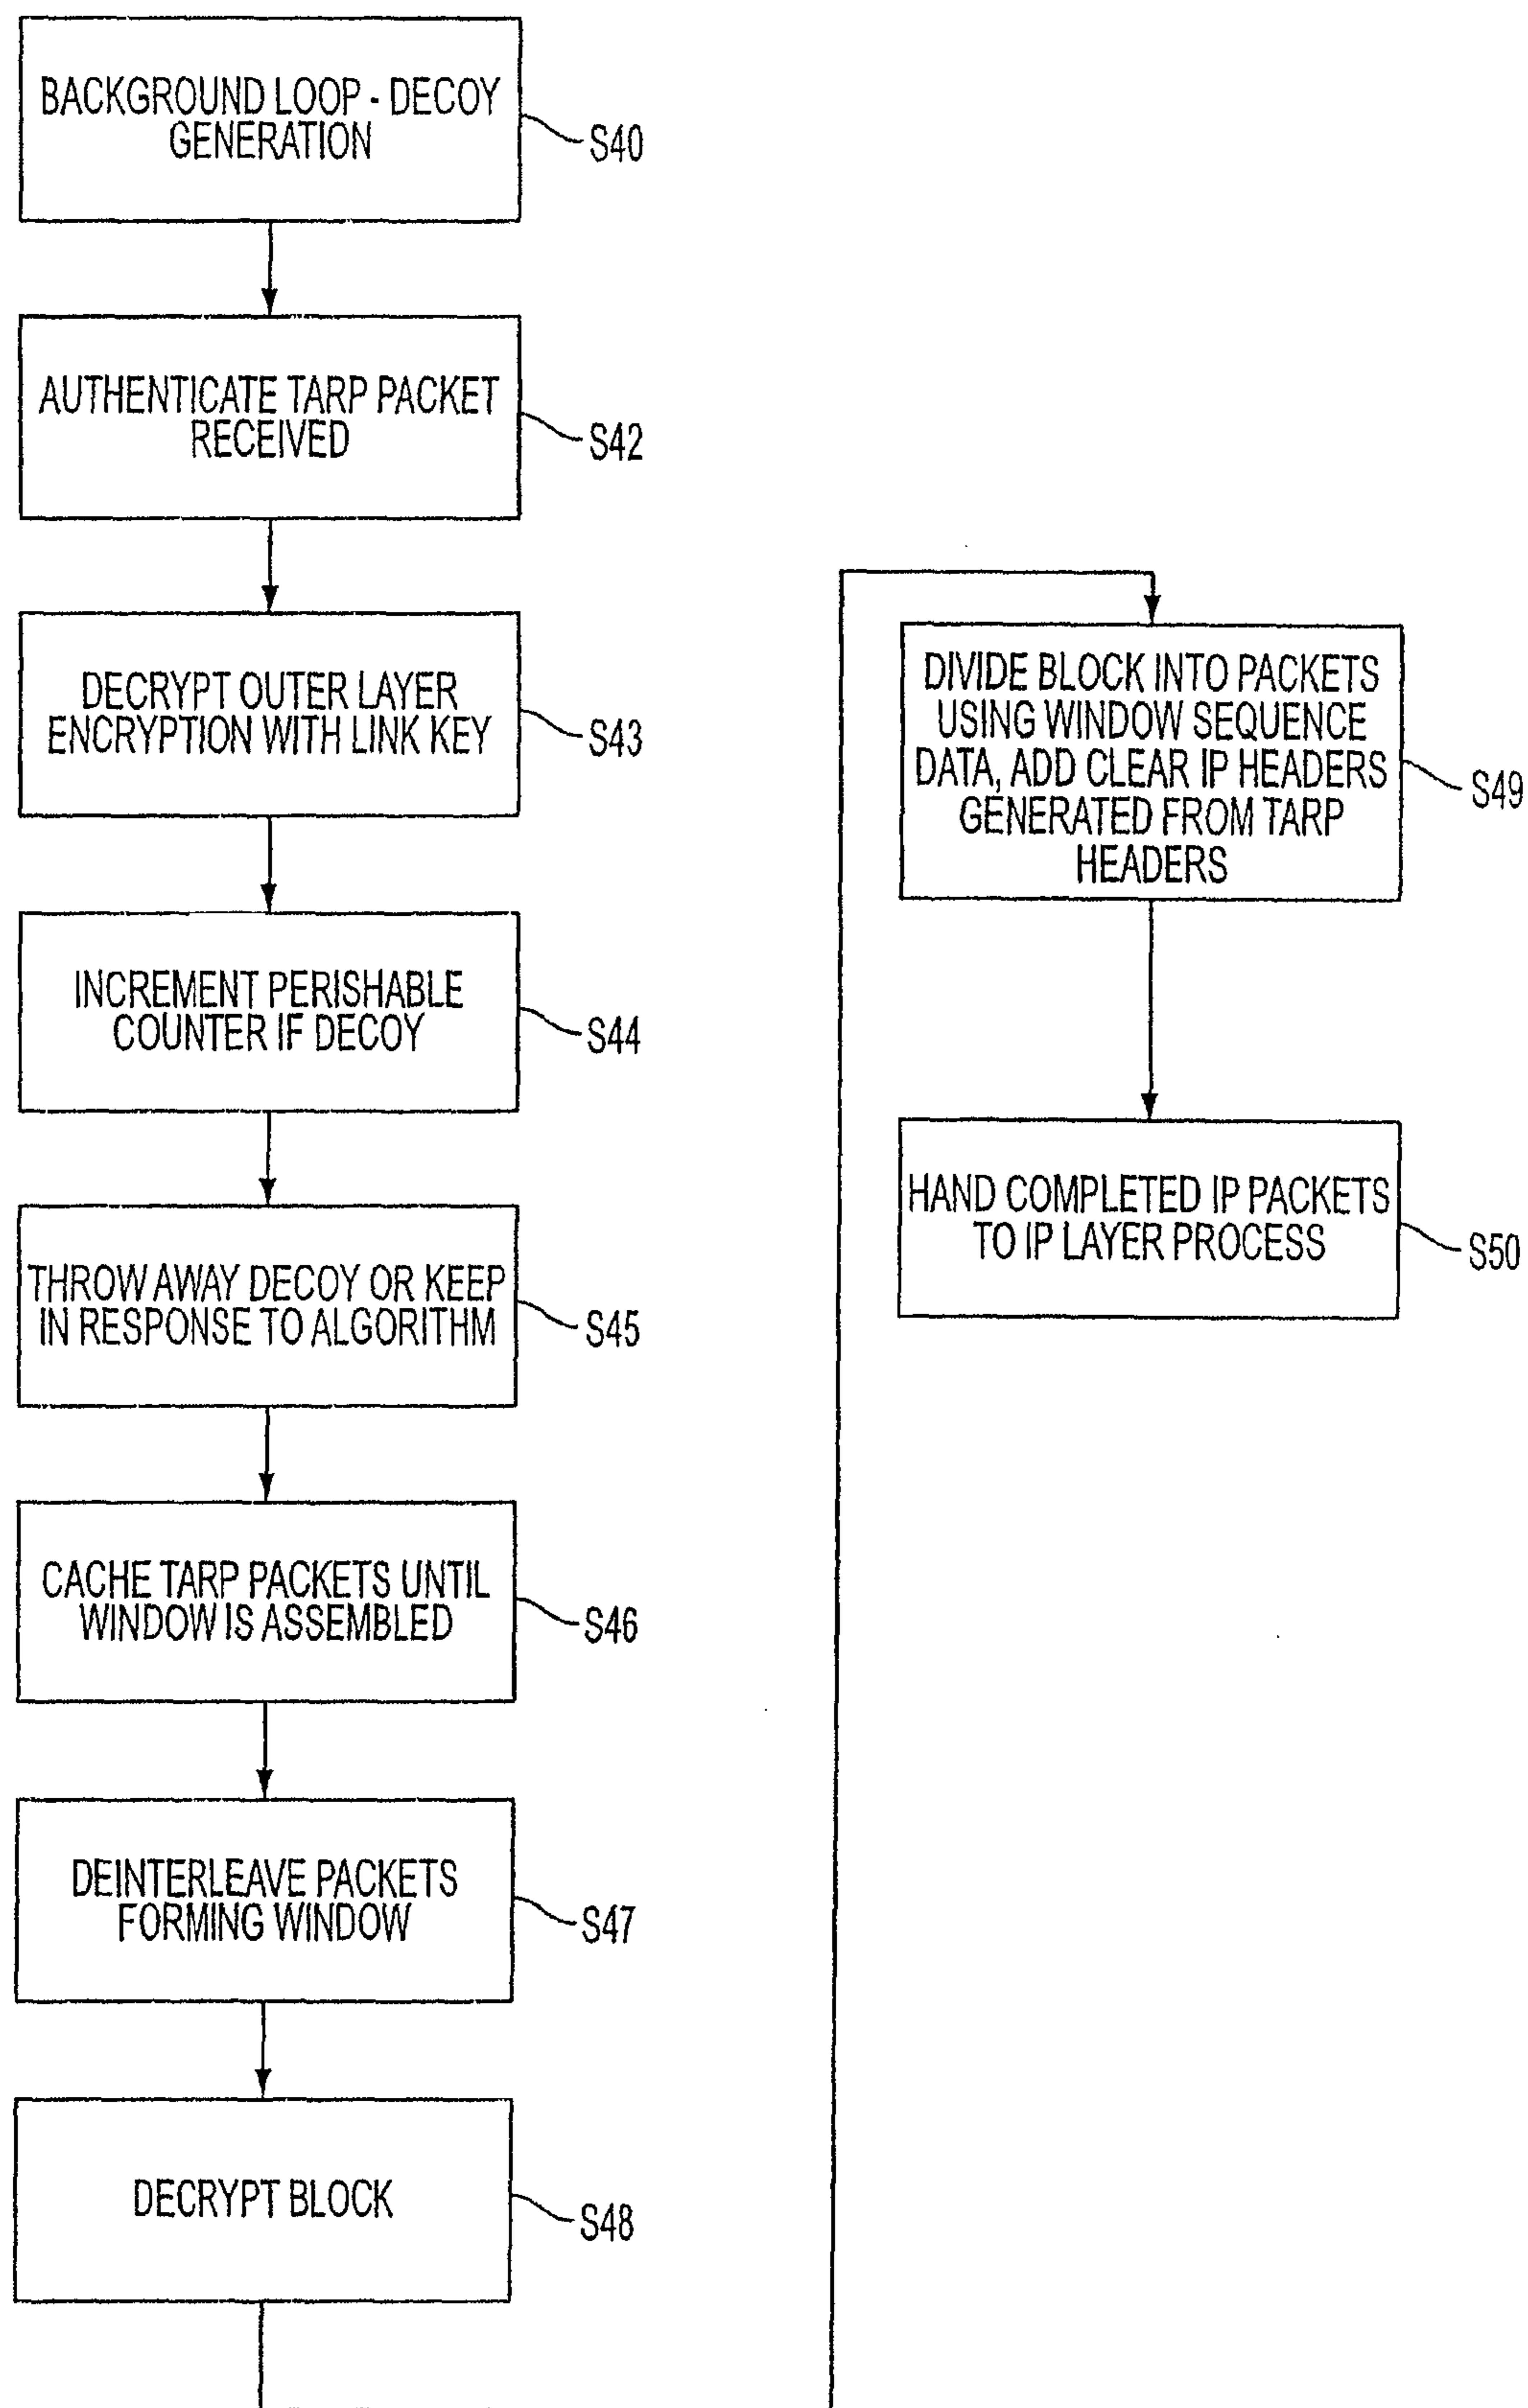 BACKGROUND LOOP - DECOY
GENERATION
S40
AUTHENTICATE TARP PACKET
RECEIVED
S42
DECRYPT OUTER LAYER
ENCRYPTION WITH LINK KEY
S43
INCREMENT PERISHABLE
COUNTER IF DECOY
S44
THROW AWAY DECOY OR KEEP
IN RESPONSE TO ALGORITHM
S45
CACHE TARP PACKETS UNTIL
WINDOW IS ASSEMBLED
S46
DEINTERLEAVE PACKETS
FORMING WINDOW
S47
DECRYPT BLOCK
S48
DIVIDE BLOCK INTO PACKETS
USING WINDOW SEQUENCE
DATA, ADD CLEAR IP HEADERS
GENERATED FROM TARP
HEADERS
S49
HAND COMPLETED IP PACKETS
TO IP LAYER PROCESS
S50